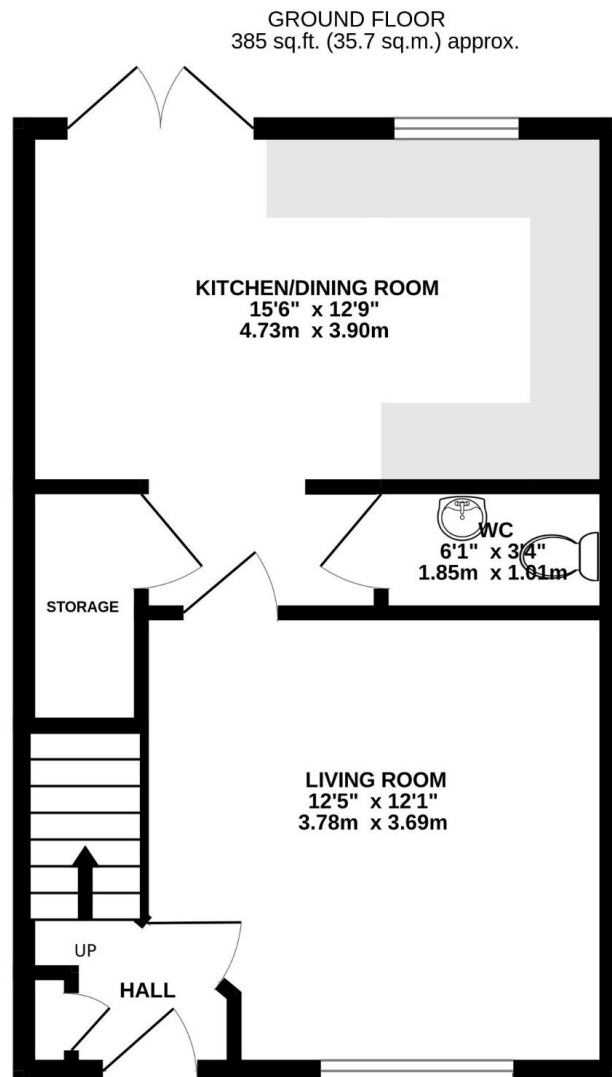 GROUND FLOOR
385 sq.ft. (35.7 sq.m.) approx.
KITCHEN/DINING ROOM
15'6" x 12'9"
4.73m x 3.90m
WC
6'1" x 3'4"
1.85m x 1.01m
STORAGE
LIVING ROOM
12'5" x 12'1"
3.78m x 3.69m
UP
HALL